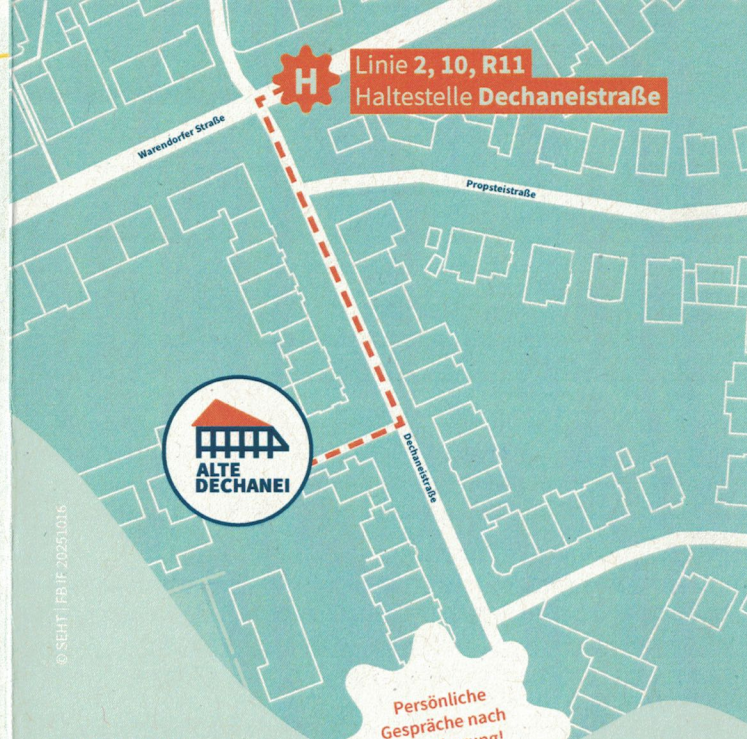 H
Linie 2, 10, R11
Haltestelle Dechaneistraße
Warendorfer Straße
Propsteistraße
ALTE
DECHANEI
Dechaneistraße
© SEHT | FB IF 20251016
Persönliche
Gespräche nach